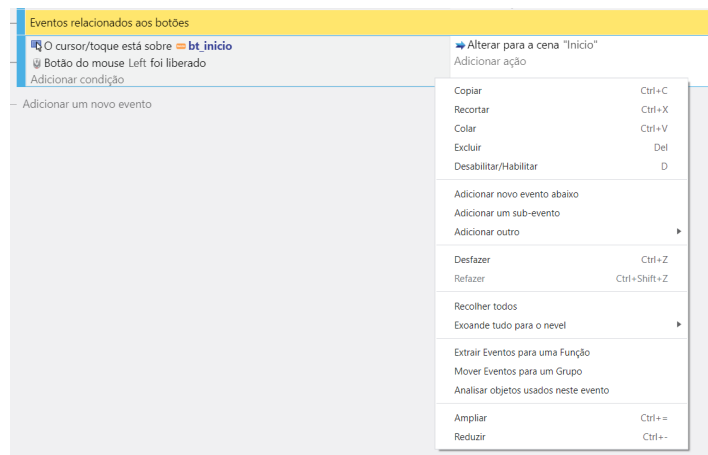 Eventos relacionados aos botões
O cursor/toque está sobre bt_inicio
Alterar para a cena "Inicio"
Botão do mouse Left foi liberado
Adicionar ação
Adicionar condição
Adicionar um novo evento
Copiar Ctrl+C
Recortar Ctrl+X
Colar Ctrl+V
Excluir Del
Desabilitar/Habilitar D
Adicionar novo evento abaixo
Adicionar um sub-evento
Adicionar outro
Desfazer Ctrl+Z
Refazer Ctrl+Shift+Z
Recolher todos
Exoande tudo para o nevel
Extrair Eventos para uma Função
Mover Eventos para um Grupo
Analisar objetos usados neste evento
Ampliar Ctrl+=
Reduzir Ctrl+-